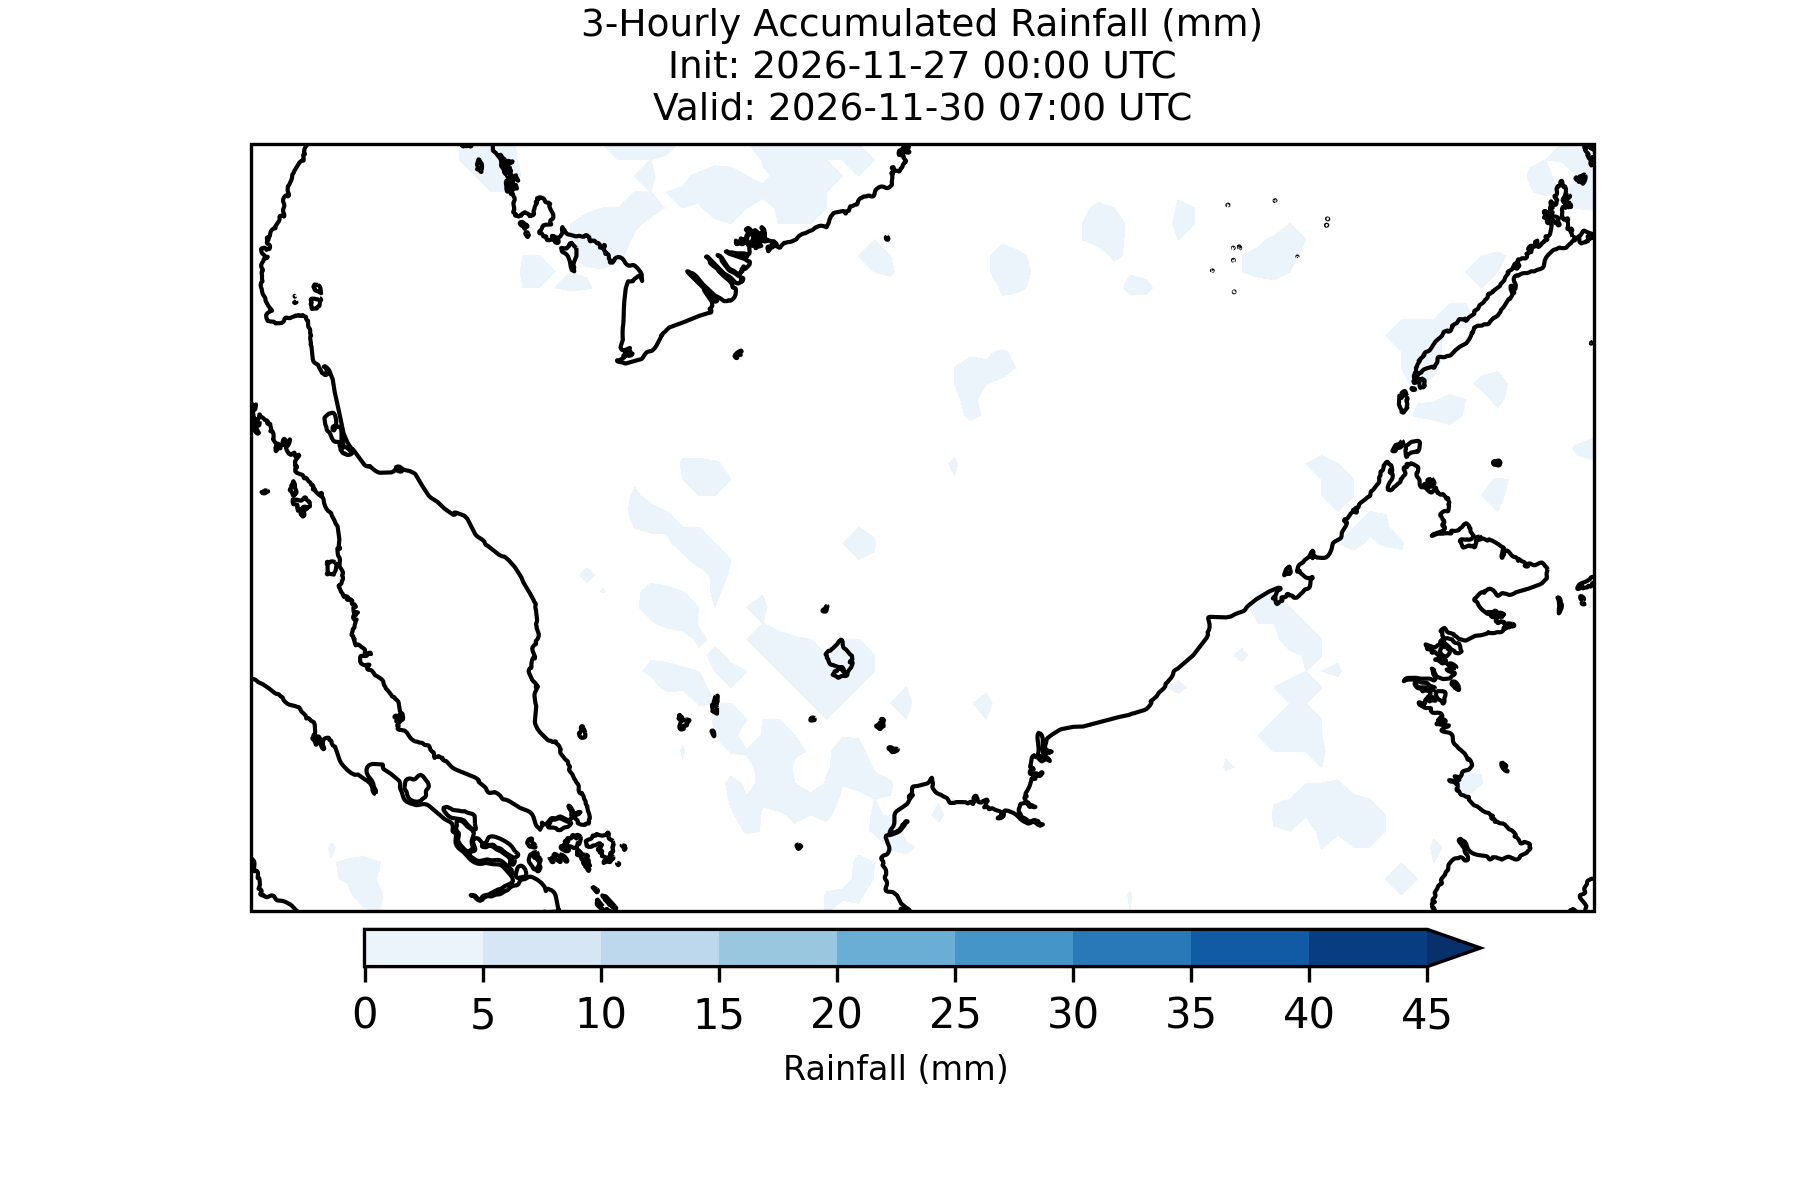 3-Hourly Accumulated Rainfall (mm)
Init: 2026-11-27 00:00 UTC
Valid: 2026-11-30 07:00 UTC
0 5 10 15 20 25 30 35 40 45
Rainfall (mm)